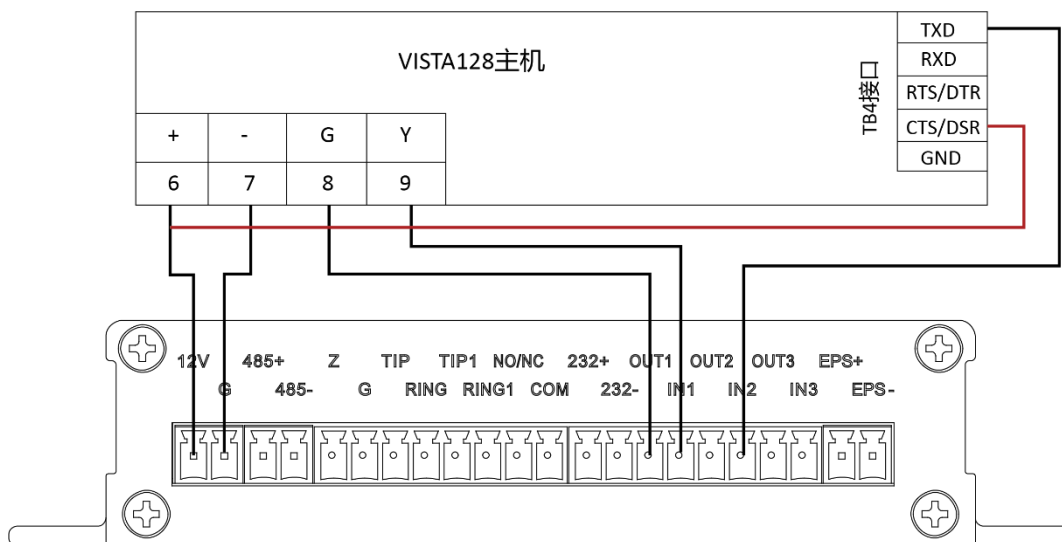 TXD
VISTA128主机
RXD
TB4接口
RTS/DTR
+ - G Y
CTS/DSR
GND
6 7 8 9
12V 485+ Z TIP TIP1 NO/NC 232+ OUT1 OUT2 OUT3 EPS+
G 485- G RING RING1 COM 232- IN1 IN2 IN3 EPS-